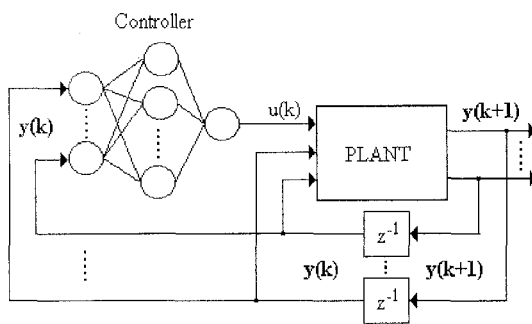 Controller
y(k)
u(k)
PLANT
y(k+1)
z⁻¹
y(k)
y(k+1)
z⁻¹